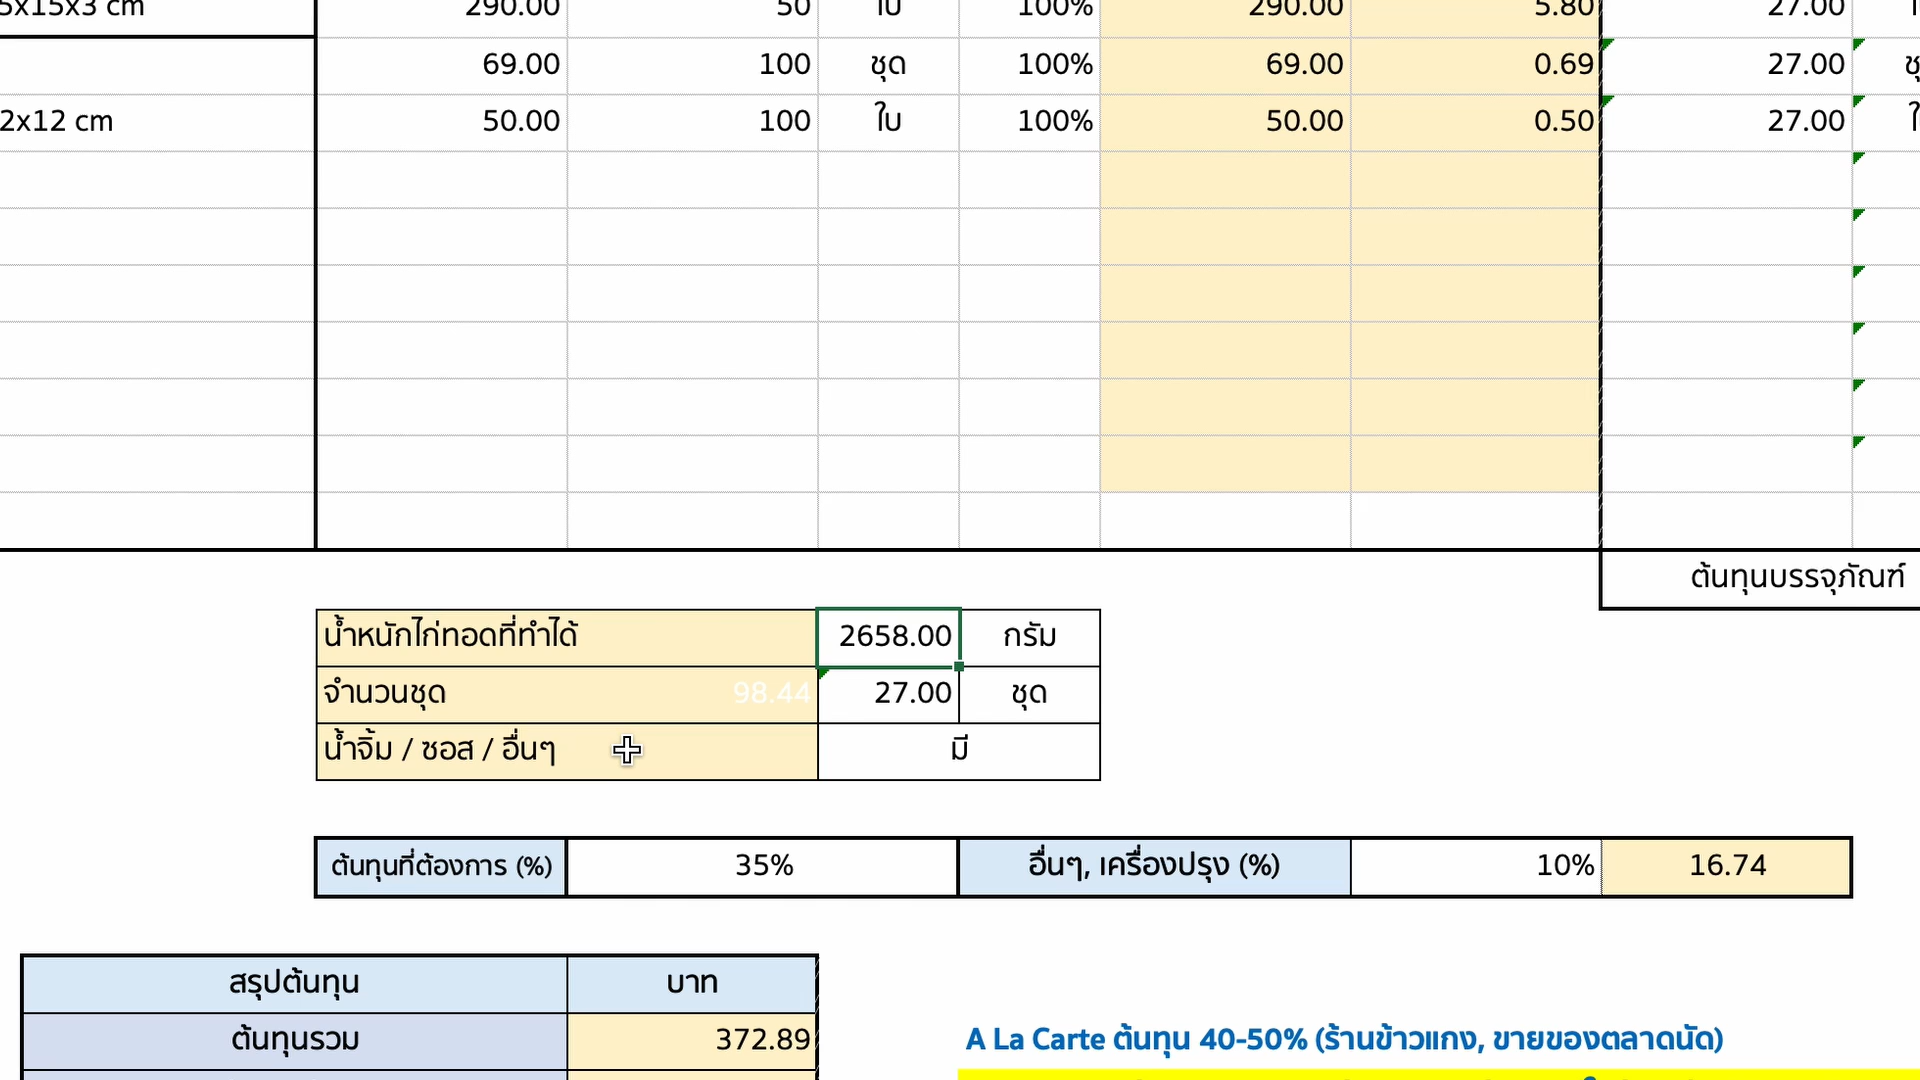 5x15x3 cm 290.00 50 ใบ 100% 290.00 5.80 27.00
69.00 100 ชุด 100% 69.00 0.69 27.00
2x12 cm 50.00 100 ใบ 100% 50.00 0.50 27.00
ต้นทุนบรรจุภัณฑ์
น้ำหนักไก่ทอดที่ทำได้ 2658.00 กรัม
จำนวนชุด 98.44 27.00 ชุด
น้ำจิ้ม / ซอส / อื่นๆ มี
ต้นทุนที่ต้องการ (%) 35% อื่นๆ, เครื่องปรุง (%) 10% 16.74
สรุปต้นทุน บาท
ต้นทุนรวม 372.89 A La Carte ต้นทุน 40-50% (ร้านข้าวแกง, ขายของตลาดนัด)